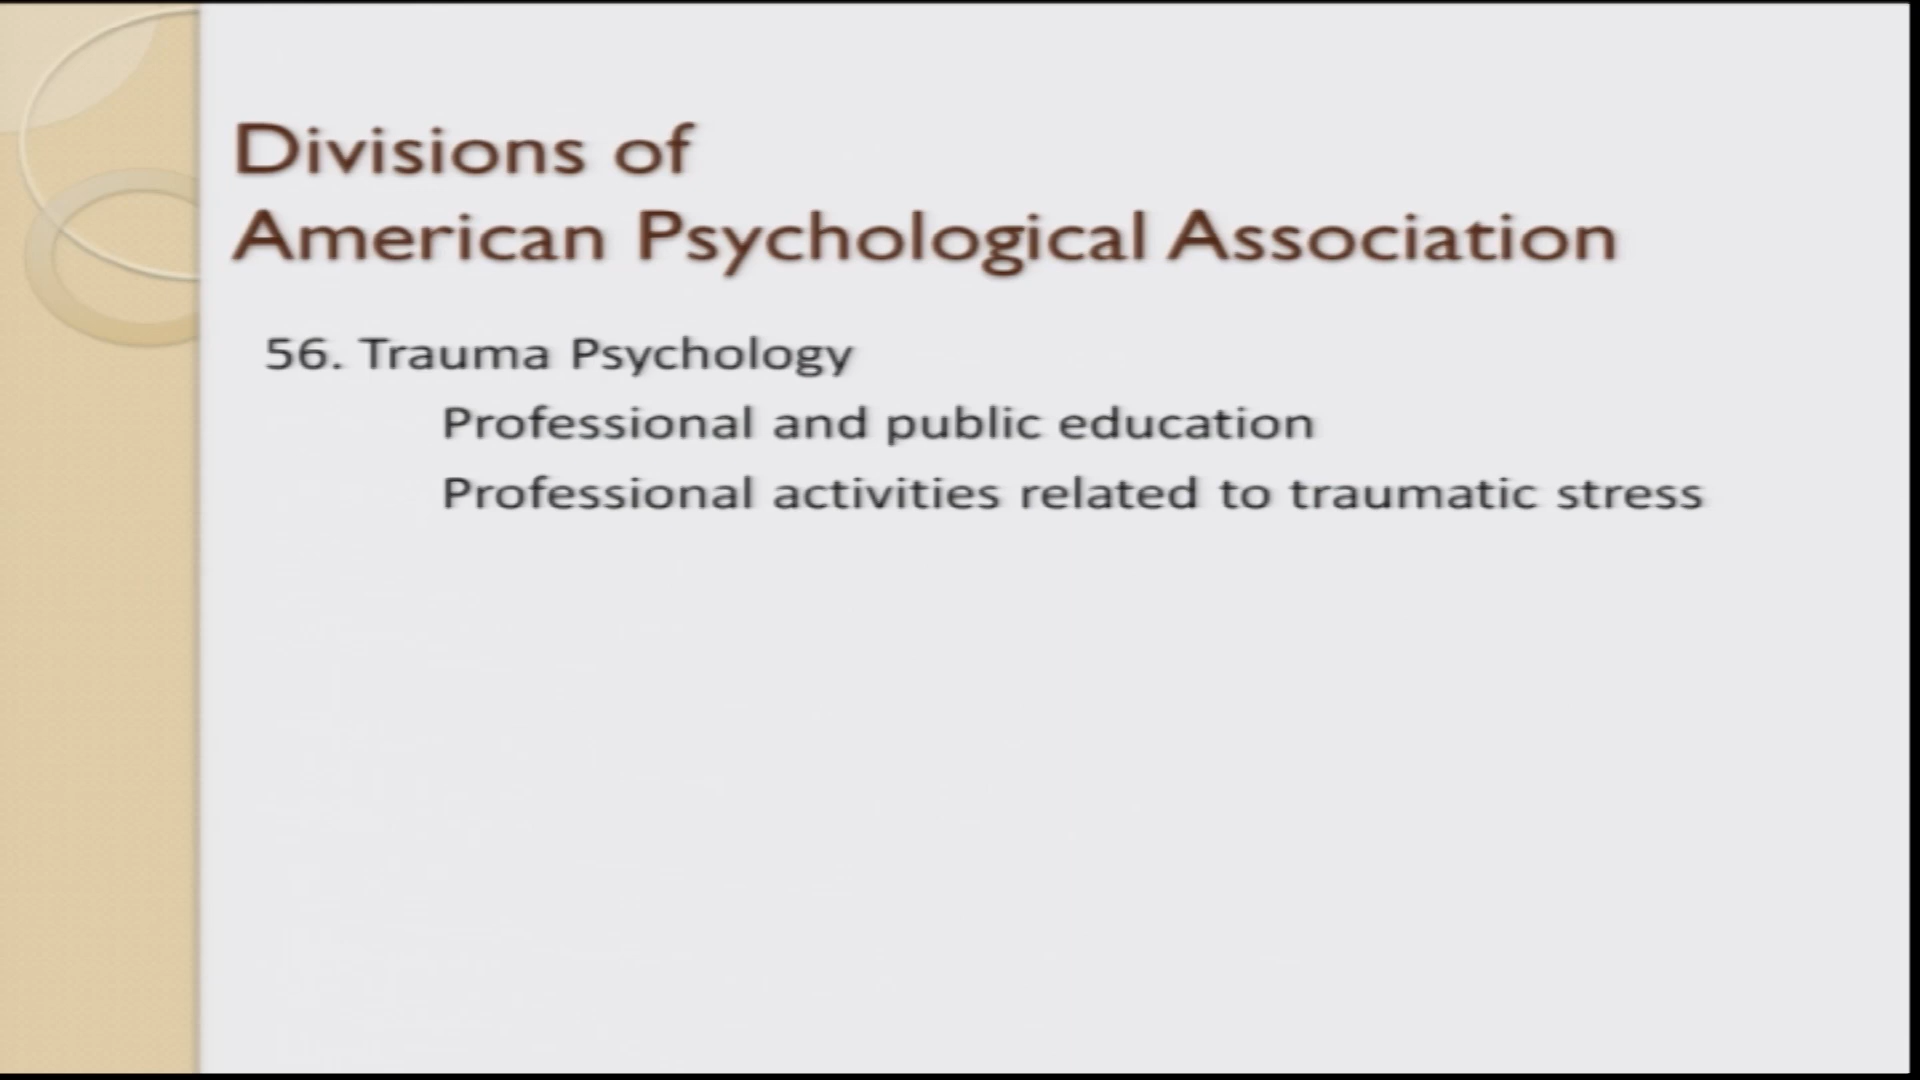 Divisions of
American Psychological Association
56. Trauma Psychology
Professional and public education
Professional activities related to traumatic stress